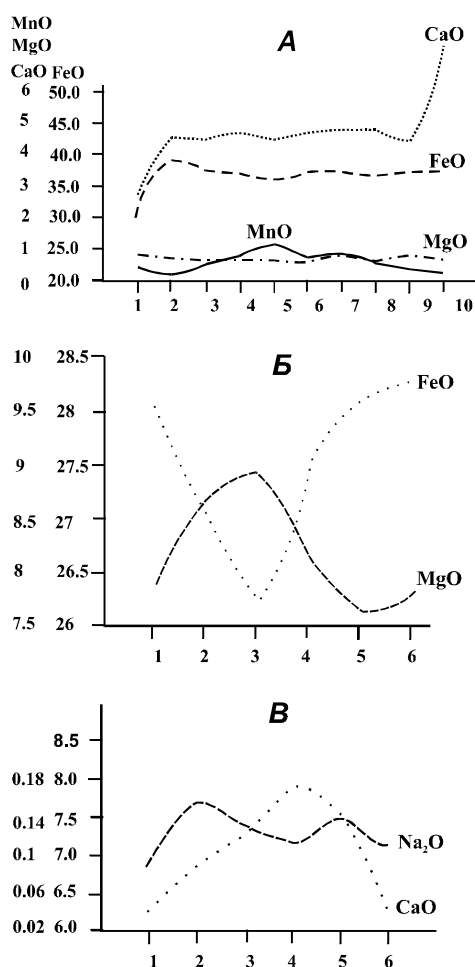 MnO
MgO
CaO FeO
А
CaO
6 50.0
5 45.0
4 40.0
3 35.0
2 30.0
1 25.0
0 20.0
FeO
MnO
MgO
1 2 3 4 5 6 7 8 9 10
Б
10 28.5
9.5 28
9 27.5
8.5 27
8 26.5
7.5 26
FeO
MgO
1 2 3 4 5 6
В
8.5
0.18 8.0
0.14 7.5
0.1 7.0
0.06 6.5
0.02 6.0
Na₂O
CaO
1 2 3 4 5 6